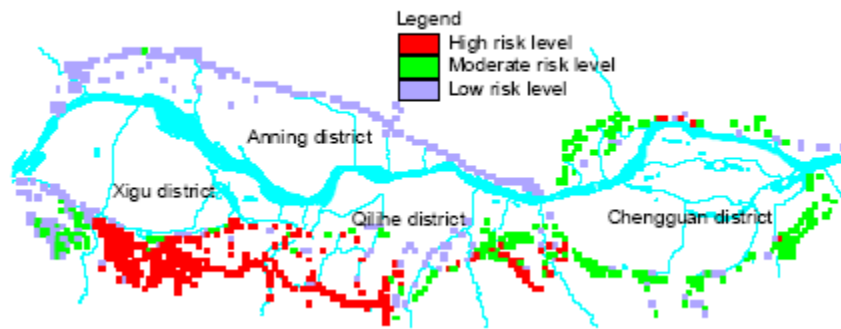 Legend
High risk level
Moderate risk level
Low risk level
Anning district
Xigu district
Qilihe district
Chengguan district